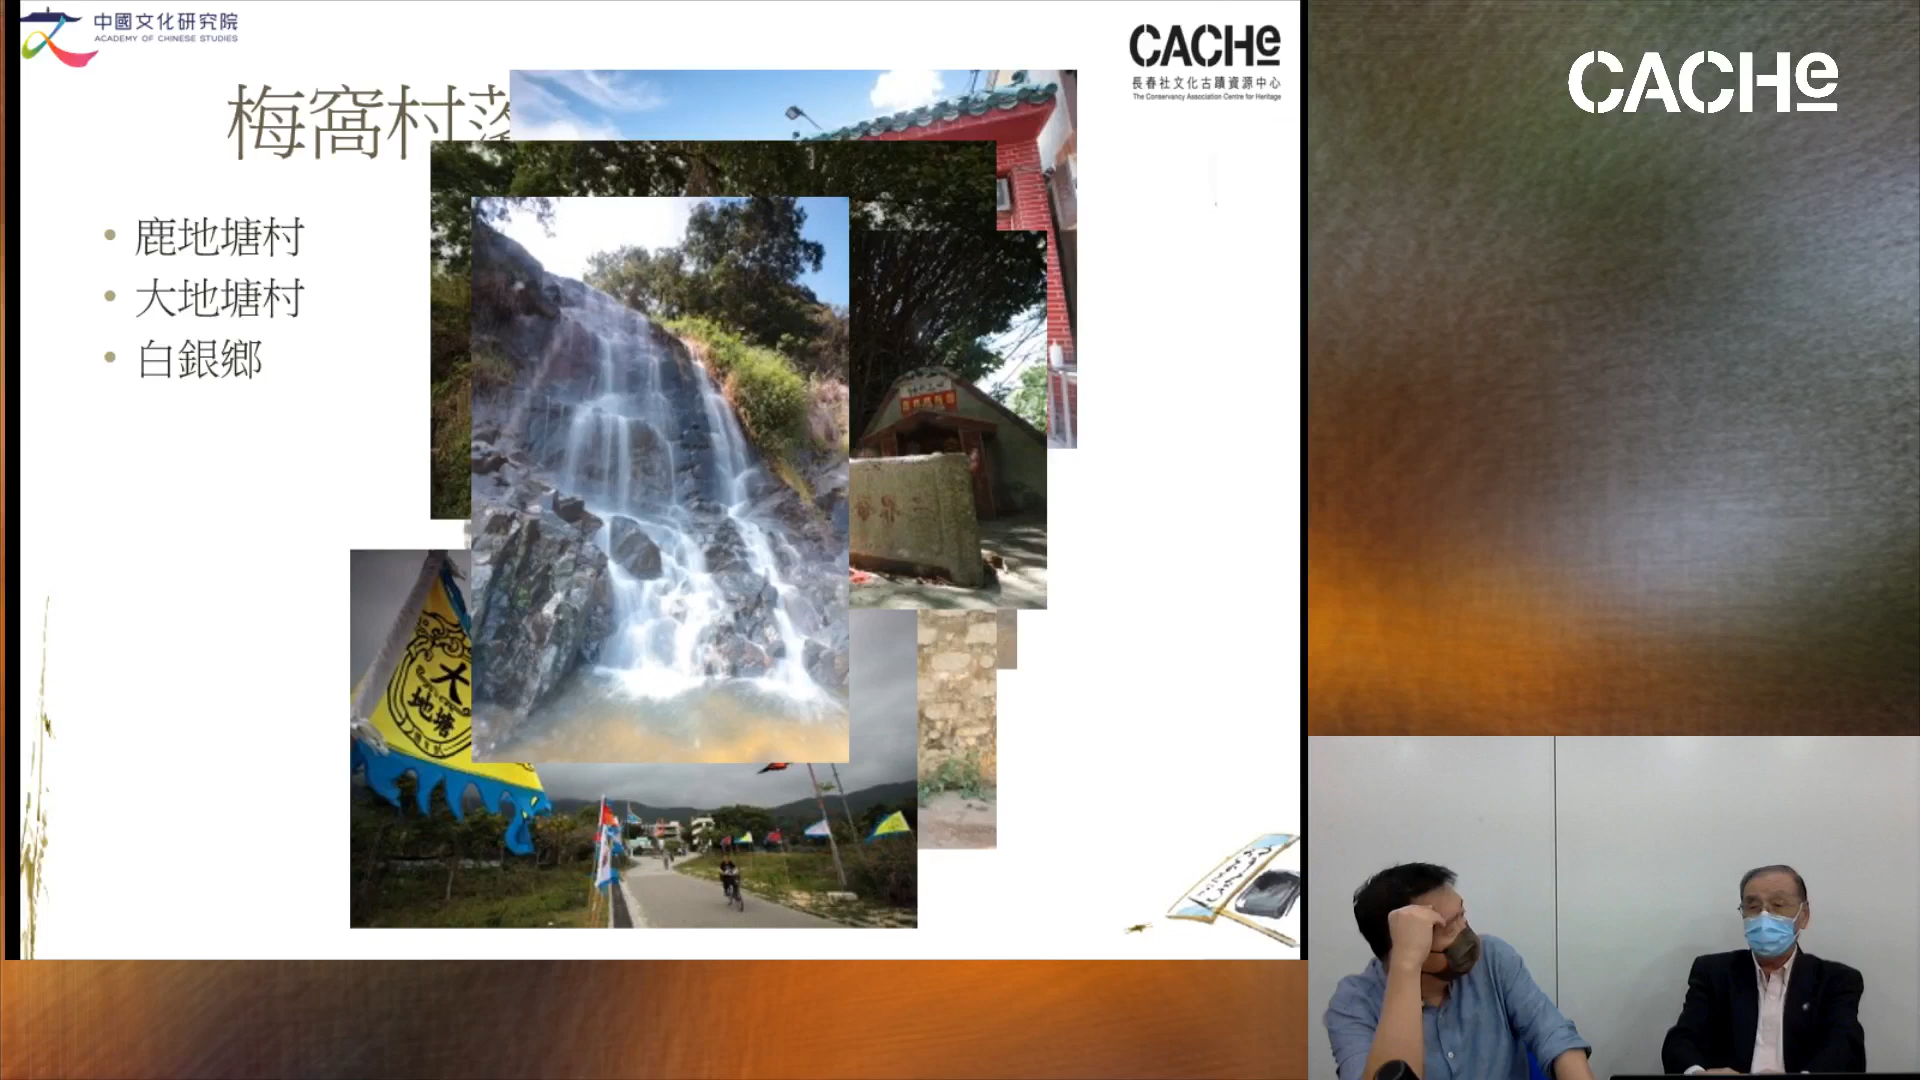 中國文化研究院
ACADEMY OF CHINESE STUDIES
CACHe
長春社文化古蹟資源中心
The Conservancy Association Centre for Heritage
CACHe
梅窩村落
鹿地塘村
大地塘村
白銀鄉
大
地塘